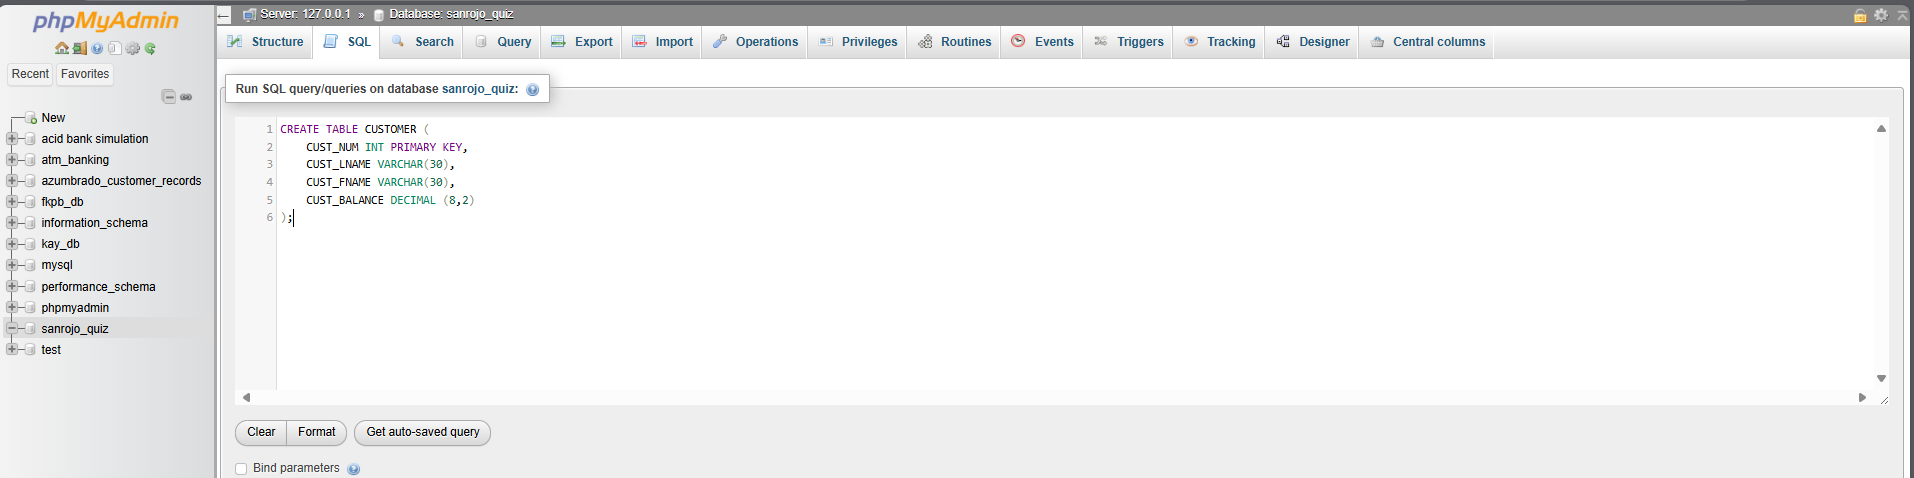 phpMyAdmin
Recent Favorites
New
acid bank simulation
atm_banking
azumbrado_customer_records
fkpb_db
information_schema
kay_db
mysql
performance_schema
phpmyadmin
sanrojo_quiz
test
Server: 127.0.0.1 » Database: sanrojo_quiz
Structure SQL Search Query Export Import Operations Privileges Routines Events Triggers Tracking Designer Central columns
Run SQL query/queries on database sanrojo_quiz:
1 CREATE TABLE CUSTOMER (
2 CUST_NUM INT PRIMARY KEY,
3 CUST_LNAME VARCHAR(30),
4 CUST_FNAME VARCHAR(30),
5 CUST_BALANCE DECIMAL (8,2)
6 );
Clear Format Get auto-saved query
Bind parameters